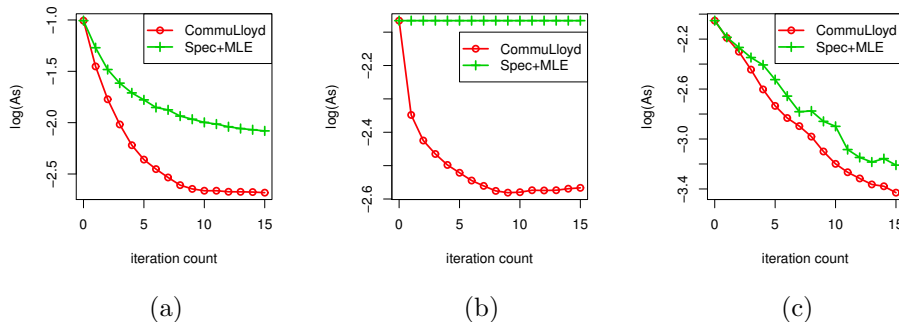 -1.0
-1.5
-2.0
-2.5
log(As)
CommuLloyd
Spec+MLE
0
5
10
15
iteration count
(a)
-2.2
-2.4
-2.6
log(As)
CommuLloyd
Spec+MLE
0
5
10
15
iteration count
(b)
-2.2
-2.6
-3.0
-3.4
log(As)
CommuLloyd
Spec+MLE
0
5
10
15
iteration count
(c)